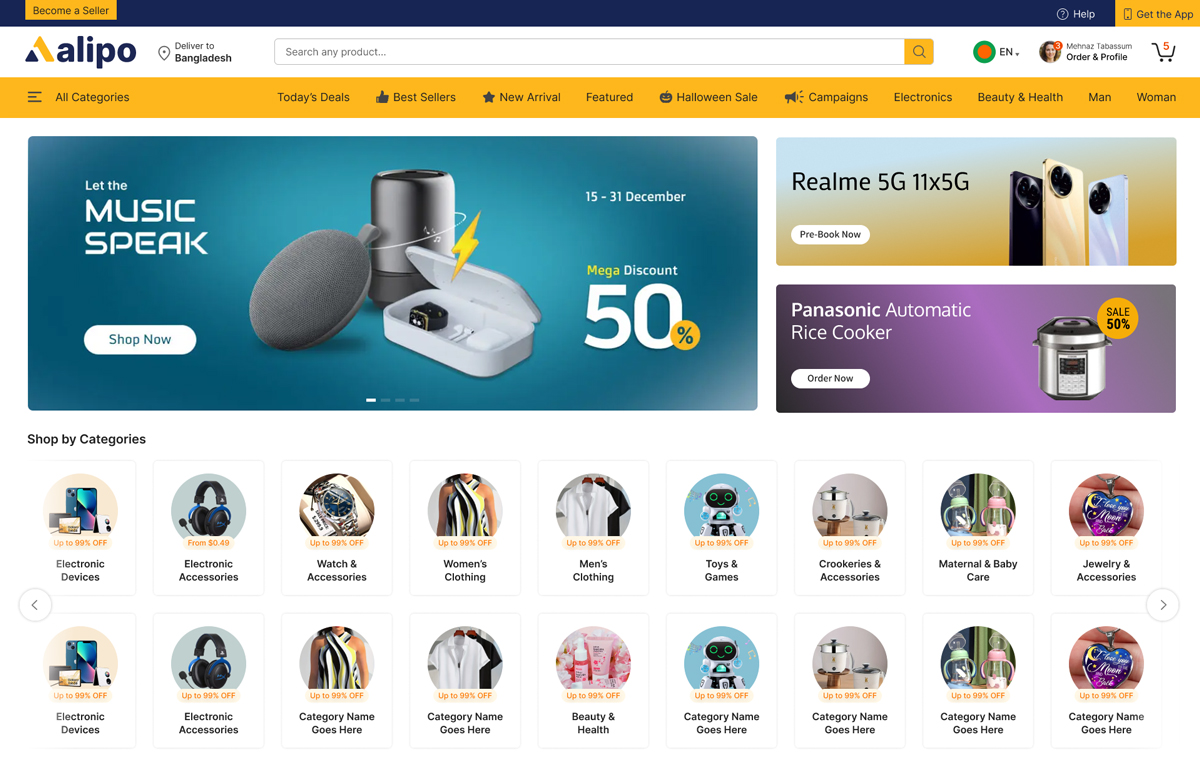 Become a Seller
Help
Get the App
alipo
Deliver to
Bangladesh
Search any product...
EN
3
Mehnaz Tabassum
Order & Profile
5
All Categories
Today's Deals
Best Sellers
New Arrival
Featured
Halloween Sale
Campaigns
Electronics
Beauty & Health
Man
Woman
Let the
MUSIC
SPEAK
Shop Now
15 - 31 December
Mega Discount
50%
Realme 5G 11x5G
Pre-Book Now
Panasonic Automatic
Rice Cooker
Order Now
SALE
50%
Shop by Categories
Up to 99% OFF
Electronic
Devices
From $0.49
Electronic
Accessories
Up to 99% OFF
Watch &
Accessories
Up to 99% OFF
Women's
Clothing
Up to 99% OFF
Men's
Clothing
Up to 99% OFF
Toys &
Games
Up to 99% OFF
Crookeries &
Accessories
Up to 99% OFF
Maternal & Baby
Care
I love you
Moon
Back
Up to 99% OFF
Jewelry &
Accessories
Up to 99% OFF
Electronic
Devices
Up to 99% OFF
Electronic
Accessories
Up to 99% OFF
Category Name
Goes Here
Up to 99% OFF
Category Name
Goes Here
Up to 99% OFF
Beauty &
Health
Up to 99% OFF
Category Name
Goes Here
Up to 99% OFF
Category Name
Goes Here
Up to 99% OFF
Category Name
Goes Here
I love you
Moon
Back
Up to 99% OFF
Category Name
Goes Here